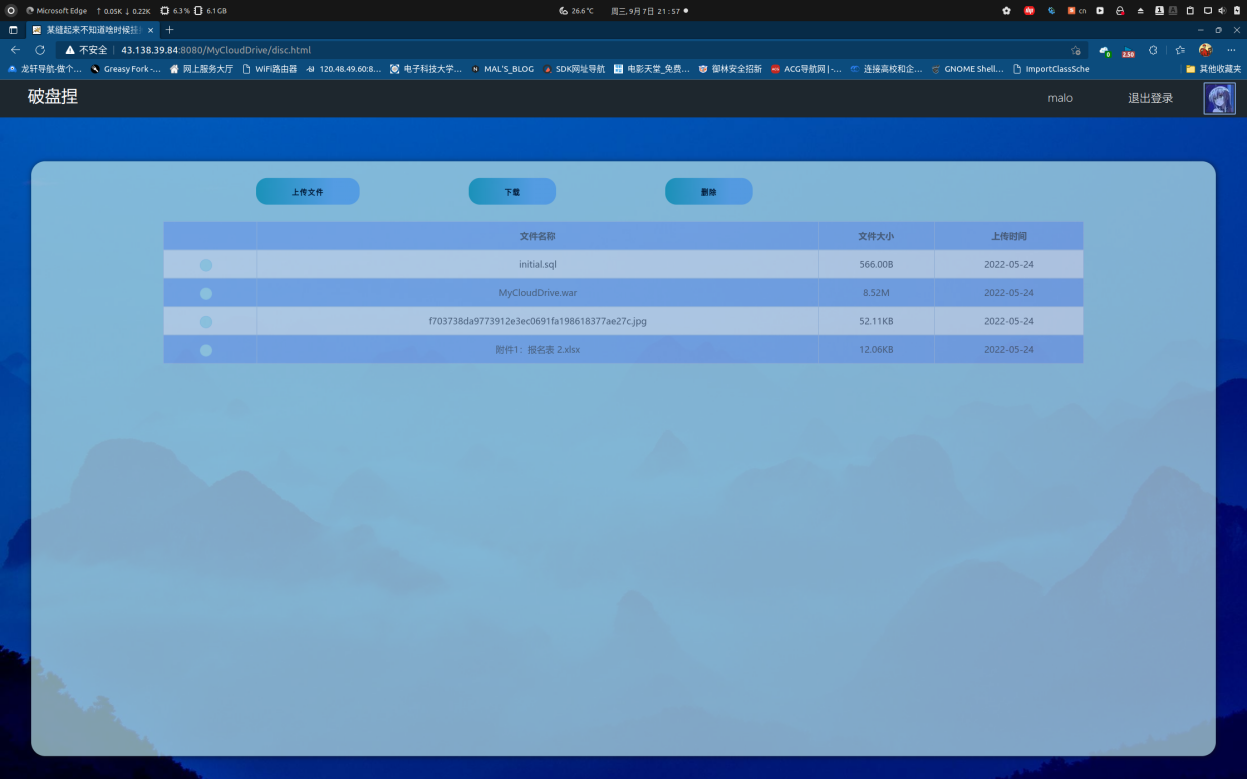 Microsoft Edge ↑ 0.05K ↓ 0.22K 6.3 % 6.1 GB 26.6 °C 周三, 9月 7日 21 : 57 cn
某缝起来不知道啥时候挂
不安全 43.138.39.84:8080/MyCloudDrive/disc.html 0 2.50
龙轩导航-做个... Greasy Fork -... 网上服务大厅 WiFi路由器 120.48.49.60:8... 电子科技大学... MAL'S_BLOG SDK网址导航 电影天堂_免费... 御林安全招新 ACG导航网 | -... 连接高校和企... GNOME Shell... ImportClassSche 其他收藏夹
破盘捏 malo 退出登录
上传文件 下载 删除
文件名称 文件大小 上传时间
initial.sql 566.00B 2022-05-24
MyCloudDrive.war 8.52M 2022-05-24
f703738da9773912e3ec0691fa198618377ae27c.jpg 52.11KB 2022-05-24
附件1：报名表 2.xlsx 12.06KB 2022-05-24